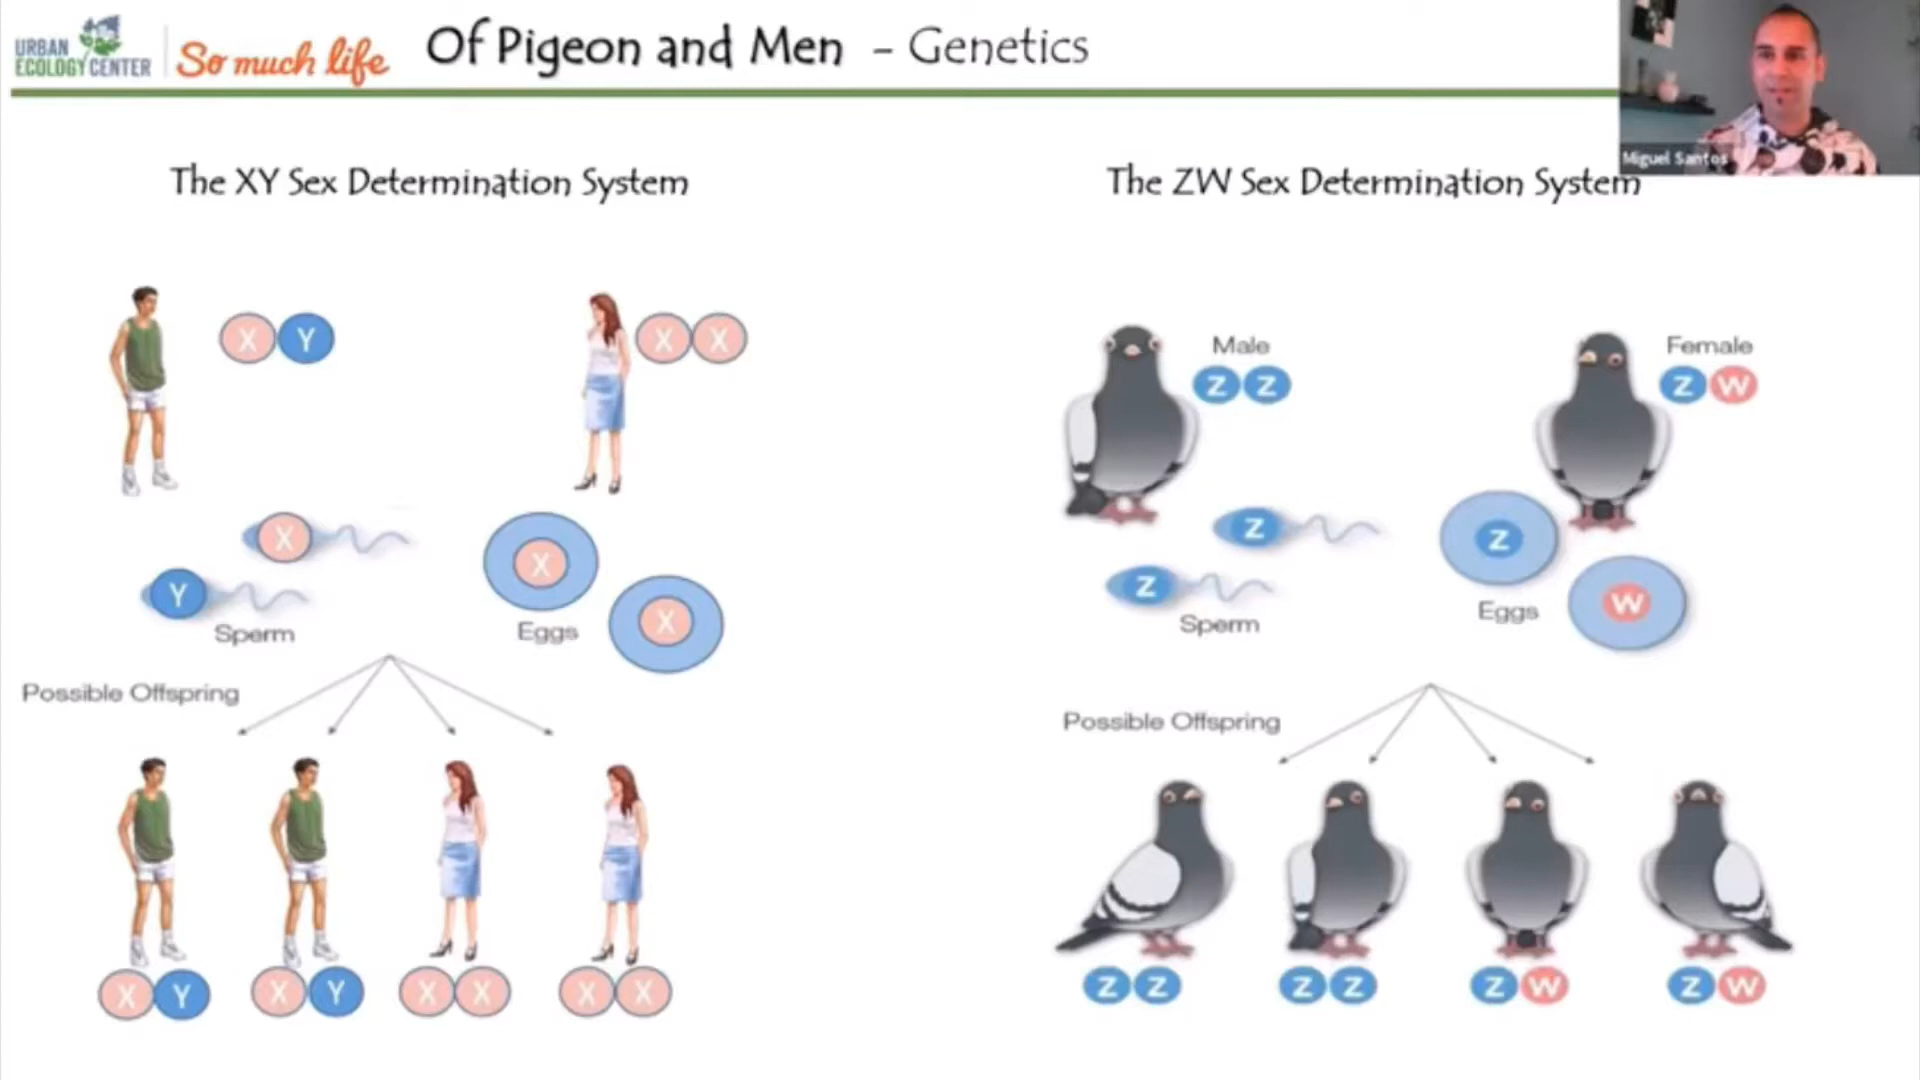 URBAN
ECOLOGY CENTER
So much life
Of Pigeon and Men - Genetics
Miguel Santos
The XY Sex Determination System
The ZW Sex Determination System
X Y
X X
Male
Z Z
Female
Z W
X
Y
Sperm
X
X
Eggs
Z
Z
Sperm
Z
W
Eggs
Possible Offspring
Possible Offspring
X Y
X Y
X X
X X
Z Z
Z Z
Z W
Z W